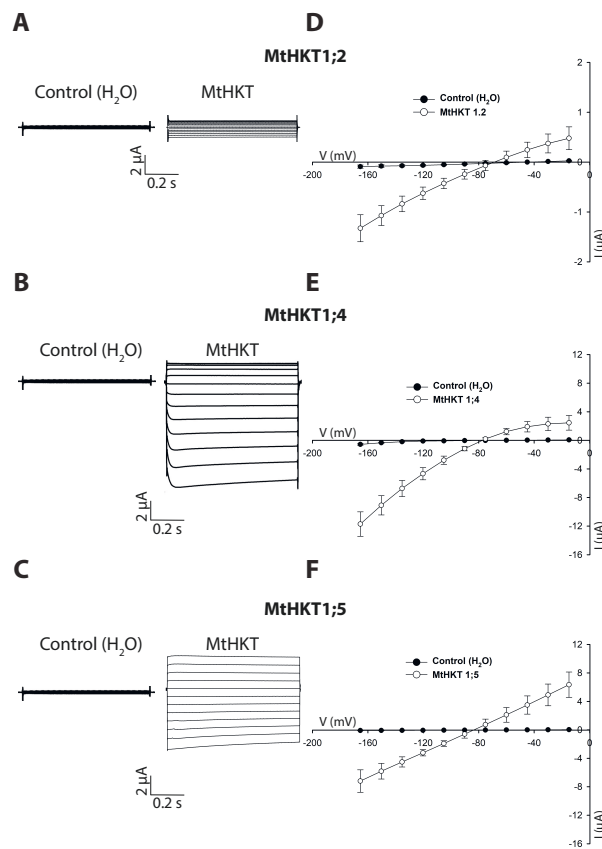 A
D
MtHKT1;2
Control (H2O)
MtHKT
2 µA
0.2 s
2
1
0
-1
-2
Control (H2O)
MtHKT 1.2
V (mV)
-200
-160
-120
-80
-40
0
I (µA)
B
E
MtHKT1;4
Control (H2O)
MtHKT
2 µA
0.2 s
12
8
4
0
-4
-8
-12
-16
Control (H2O)
MtHKT 1;4
V (mV)
-200
-160
-120
-80
-40
0
I (µA)
C
F
MtHKT1;5
Control (H2O)
MtHKT
2 µA
0.2 s
12
8
4
0
-4
-8
-12
-16
Control (H2O)
MtHKT 1;5
V (mV)
-200
-160
-120
-80
-40
0
I (µA)